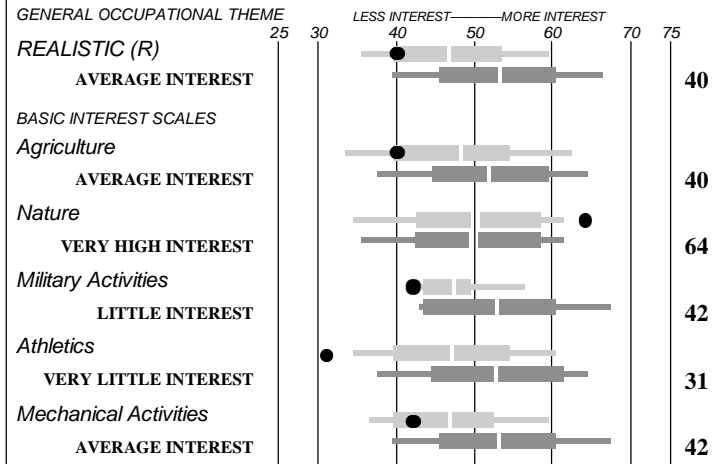 GENERAL OCCUPATIONAL THEME LESS INTEREST MORE INTEREST
25 30 40 50 60 70 75
REALISTIC (R)
AVERAGE INTEREST 40
BASIC INTEREST SCALES
Agriculture
AVERAGE INTEREST 40
Nature
VERY HIGH INTEREST 64
Military Activities
LITTLE INTEREST 42
Athletics
VERY LITTLE INTEREST 31
Mechanical Activities
AVERAGE INTEREST 42